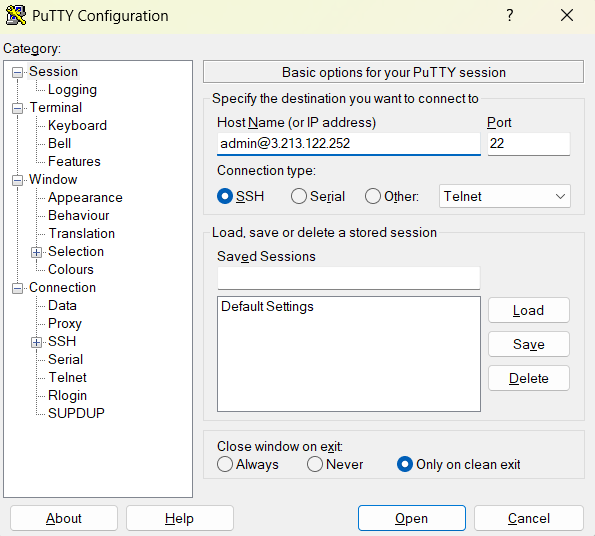 PuTTY Configuration
?
Category:
Session
Logging
Terminal
Keyboard
Bell
Features
Window
Appearance
Behaviour
Translation
Selection
Colours
Connection
Data
Proxy
SSH
Serial
Telnet
Rlogin
SUPDUP
Basic options for your PuTTY session
Specify the destination you want to connect to
Host Name (or IP address) Port
admin@3.213.122.252 22
Connection type:
SSH Serial Other: Telnet
Load, save or delete a stored session
Saved Sessions
Default Settings
Load
Save
Delete
Close window on exit:
Always Never Only on clean exit
About Help Open Cancel